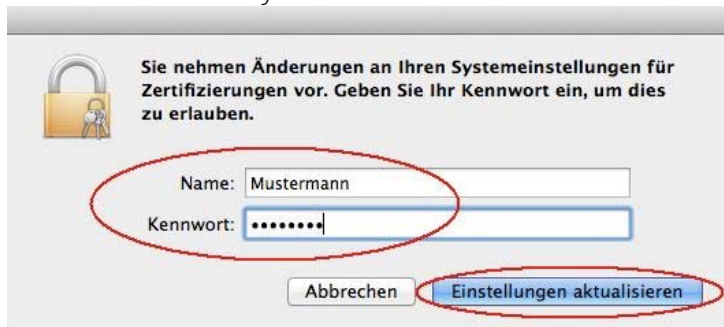 Sie nehmen Änderungen an Ihren Systemeinstellungen für
Zertifizierungen vor. Geben Sie Ihr Kennwort ein, um dies
zu erlauben.
Name: Mustermann
Kennwort: ••••••••
Abbrechen Einstellungen aktualisieren